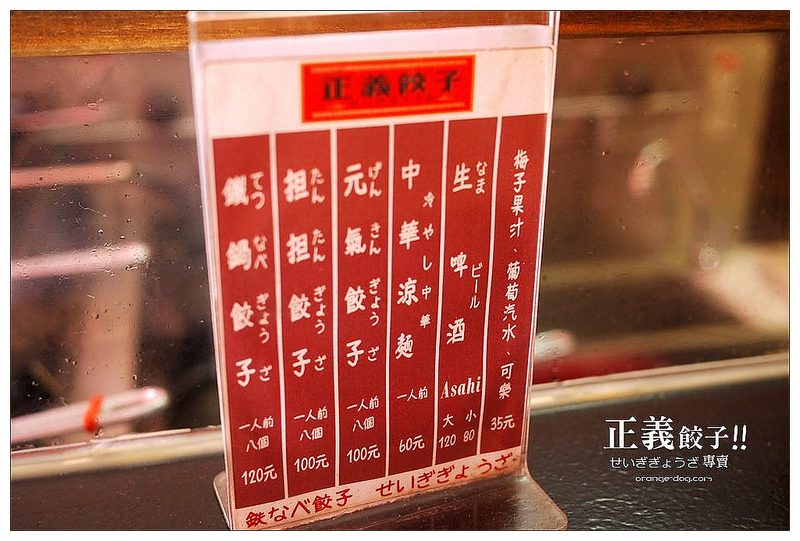 正義餃子
鐵鍋餃子
てつ なべ ぎょう ざ
一人前
八個
120元
担担餃子
たん たん ぎょう ざ
一人前
八個
100元
元氣餃子
げん きん ぎょう ざ
一人前
八個
100元
中華涼麵
冷やし中華
一人前
60元
生啤酒
なま ビール
Asahi
大 小
120 80
梅子果汁、葡萄汽水、可樂
35元
鉄なべ餃子 せいぎぎょうざ
正義餃子!!
せいぎぎょうざ 專賣
orange-dog.com